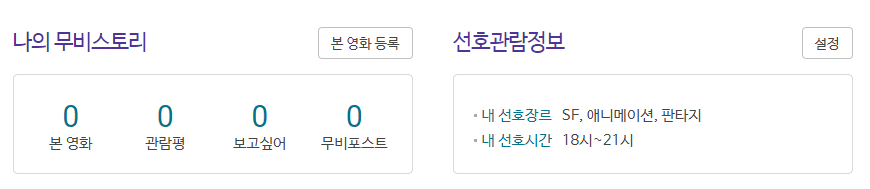 나의 무비스토리
본 영화 등록
0 0 0 0
본 영화 관람평 보고싶어 무비포스트
선호관람정보
설정
내 선호장르 SF, 애니메이션, 판타지
내 선호시간 18시~21시